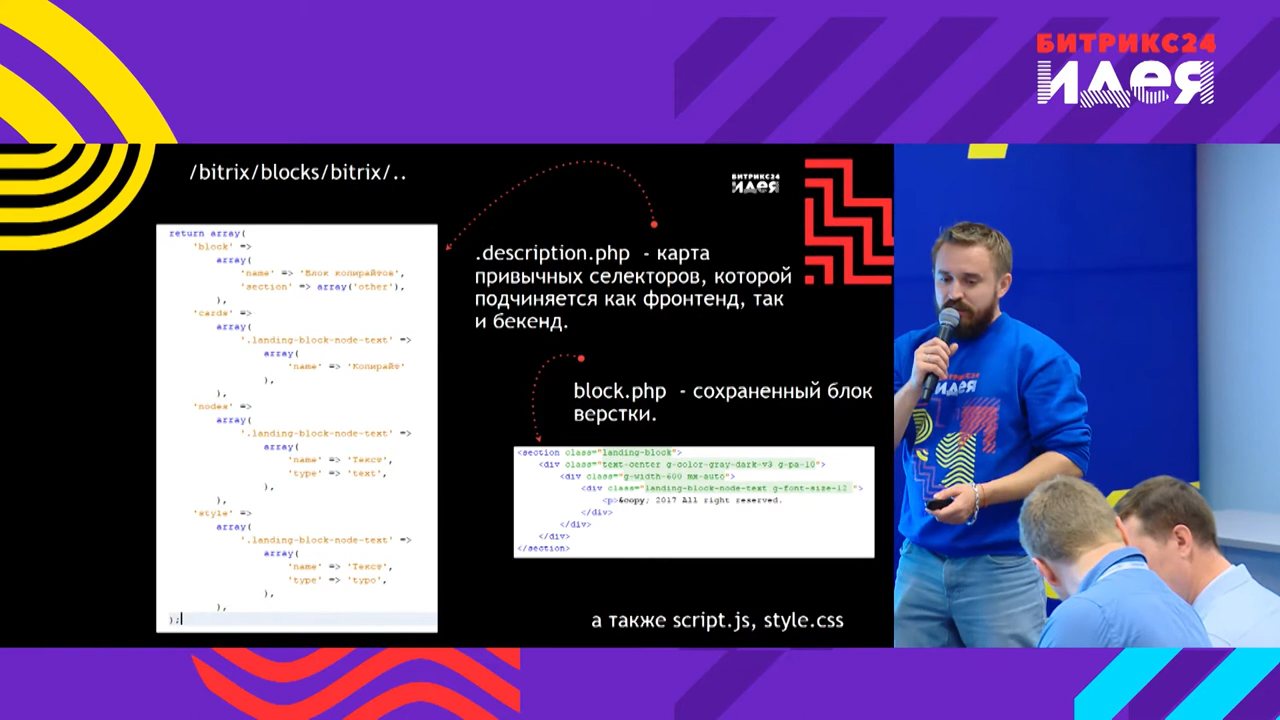 БИТРИКС24
идея
/bitrix/blocks/bitrix/..
БИТРИКС24
идея
return array(
'block' =>
array(
'name' => 'Блок копирайтов',
'section' => array('other'),
),
'cards' =>
array(
'.landing-block-node-text' =>
array(
'name' => 'Копирайт'
),
),
'nodes' =>
array(
'.landing-block-node-text' =>
array(
'name' => 'Текст',
'type' => 'text',
),
),
'style' =>
array(
'.landing-block-node-text' =>
array(
'name' => 'Текст',
'type' => 'typo',
),
),
);
.description.php - карта
привычных селекторов, которой
подчиняется как фронтенд, так
и бекенд.
block.php - сохраненный блок
верстки.
<section class="landing-block">
<div class="text-center g-color-gray-dark-v3 g-pa-10">
<div class="g-width-600 mx-auto">
<div class="landing-block-node-text g-font-size-12 ">
<p>&copy; 2017 All right reserved.
</div>
</div>
</div>
</section>
а также script.js, style.css
БИТРИКС24
идея